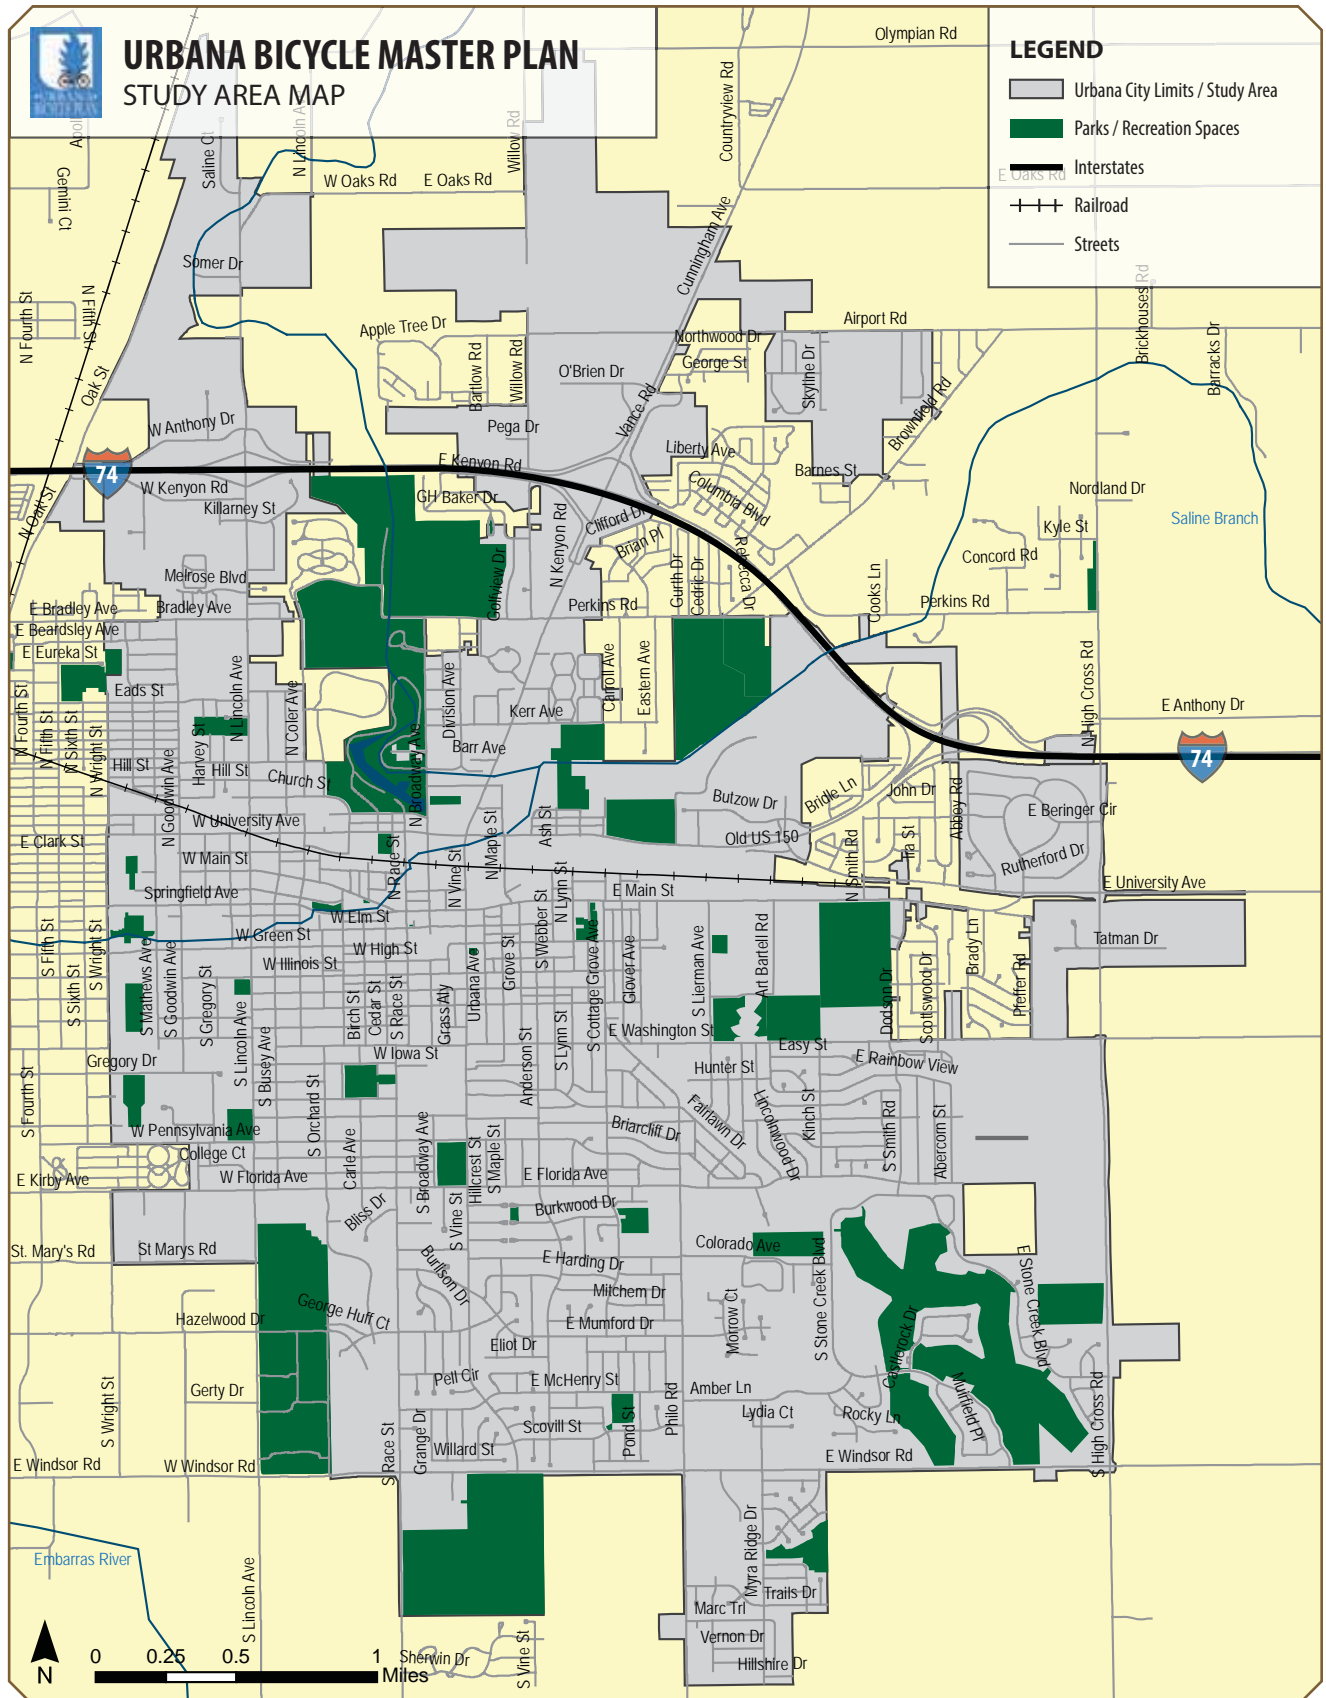 URBANA BICYCLE MASTER PLAN
STUDY AREA MAP
LEGEND
Urbana City Limits / Study Area
Parks / Recreation Spaces
Interstates
Railroad
Streets
Olympian Rd
Countryview Rd
Willow Rd
N Lincoln Ave
Saline Ct
Gemini Ct
W Oaks Rd
E Oaks Rd
E Oaks Rd
Cunningham Ave
Somer Dr
N Fourth St
N Fifth St
Oak St
Apple Tree Dr
Bartlow Rd
Willow Rd
O'Brien Dr
Northwood Dr
George St
Airport Rd
Skyline Dr
Brickhouses Rd
Barracks Dr
Brownfield Rd
Vance Rd
W Anthony Dr
Pega Dr
Liberty Ave
Barnes St
E Kenyon Rd
74
W Kenyon Rd
Killarney St
GH Baker Dr
N Oak St
Columbia Blvd
Clifford Dr
Brian Pl
N Kenyon Rd
Nordland Dr
Kyle St
Saline Branch
Concord Rd
Melrose Blvd
Golfview Dr
Gurth Dr
Cedric Dr
Rebecca Dr
Cooks Ln
Perkins Rd
Perkins Rd
E Bradley Ave
Bradley Ave
E Beardsley Ave
E Eureka St
Eads St
N Fourth St
N Fifth St
N Sixth St
N Wright St
Harvey St
N Lincoln Ave
N Coler Ave
Division Ave
Kerr Ave
Barr Ave
Carroll Ave
Eastern Ave
N High Cross Rd
E Anthony Dr
74
Hill St
Hill St
N Goodwin Ave
Church St
N Broadway Ave
W University Ave
E Clark St
W Main St
Springfield Ave
N Race St
N Vine St
N Maple St
Ash St
Butzow Dr
Bridle Ln
John Dr
Old US 150
N Smith Rd
Ira St
Abbey Rd
E Beringer Cir
Rutherford Dr
E University Ave
E Main St
N Lynn St
S Webber St
W Elm St
W Green St
W High St
W Illinois St
S Fifth St
S Sixth St
S Wright St
S Mathews Ave
S Goodwin Ave
S Gregory St
S Lincoln Ave
S Busey Ave
Birch St
Cedar St
S Race St
Grass Aly
Urbana Ave
Grove St
S Cottage Grove Ave
Glover Ave
S Lierman Ave
Art Bartell Rd
Dodson Dr
Scottswood Dr
Brady Ln
Pfeffer Rd
Tatman Dr
E Washington St
Easy St
E Rainbow View
Hunter St
W Iowa St
Gregory Dr
S Fourth St
S Orchard St
Anderson St
S Lynn St
Fairlawn Dr
Lincolnwood Dr
Kinch St
S Smith Rd
Abercorn St
W Pennsylvania Ave
College Ct
Carle Ave
S Broadway Ave
Hillcrest St
S Maple St
Briarcliff Dr
E Kirby Ave
W Florida Ave
E Florida Ave
Bliss Dr
S Vine St
Burkwood Dr
St. Mary's Rd
St Marys Rd
Burlison Dr
E Harding Dr
Colorado Ave
S Stone Creek Blvd
E Stone Creek Blvd
Mitchem Dr
Hazelwood Dr
George Huff Ct
E Mumford Dr
Morrow Ct
Castlerock Dr
Eliot Dr
Pell Cir
E McHenry St
Amber Ln
Gerty Dr
S Wright St
Lydia Ct
Rocky Ln
Muirfield Pl
S High Cross Rd
Scovill St
Pond St
Philo Rd
Grange Dr
S Race St
Willard St
E Windsor Rd
W Windsor Rd
E Windsor Rd
Embarras River
S Lincoln Ave
Myra Ridge Dr
Trails Dr
Marc Trl
Vernon Dr
Hillshire Dr
Sherwin Dr
S Vine St
N
0 0.25 0.5 1
Miles